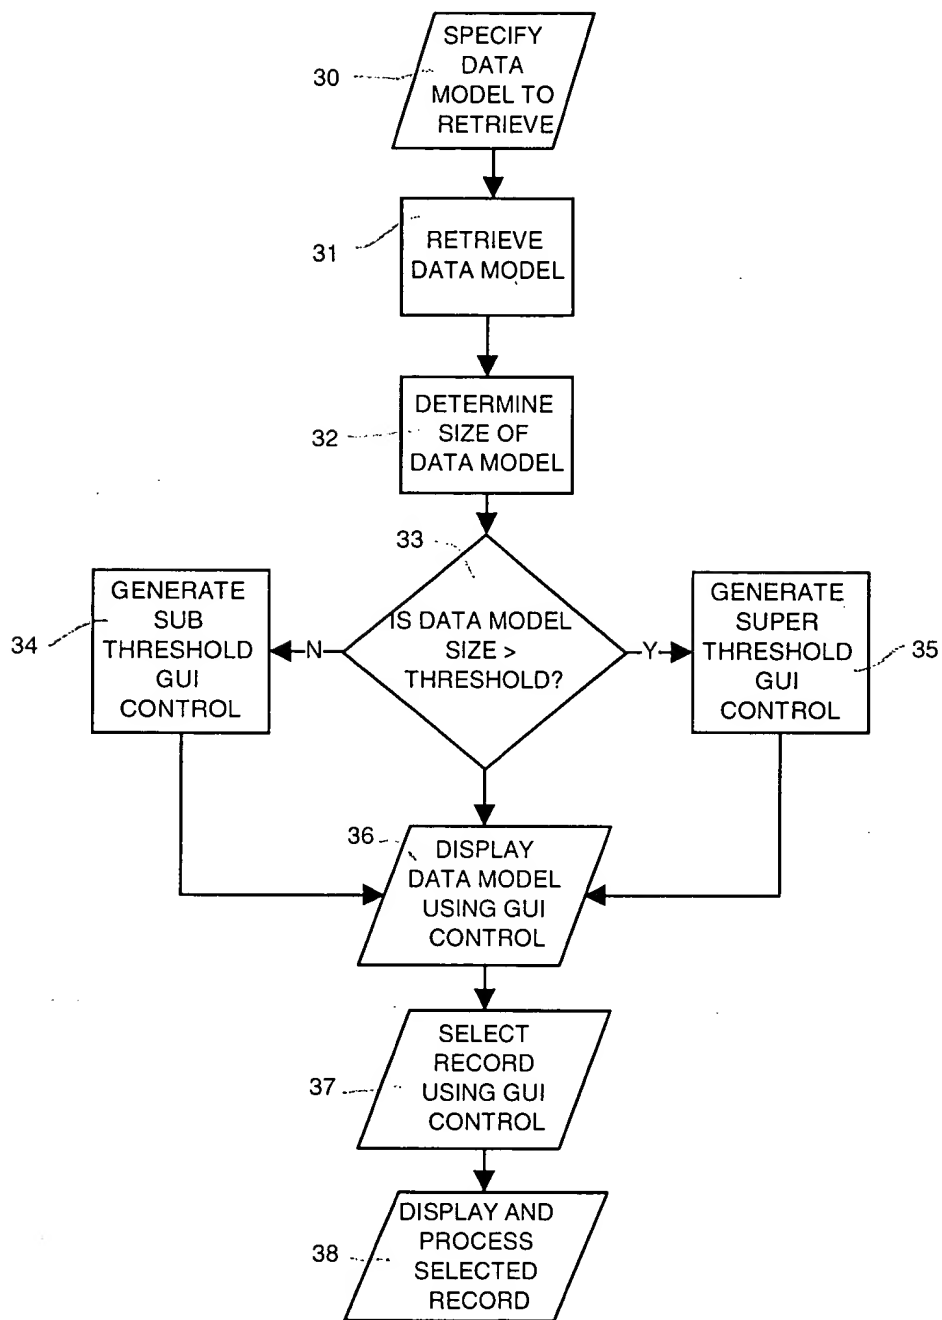 SPECIFY
DATA
MODEL TO
RETRIEVE
30
RETRIEVE
DATA MODEL
31
DETERMINE
SIZE OF
DATA MODEL
32
33
IS DATA MODEL
SIZE >
THRESHOLD?
N
Y
GENERATE
SUB
THRESHOLD
GUI
CONTROL
34
GENERATE
SUPER
THRESHOLD
GUI
CONTROL
35
36
DISPLAY
DATA MODEL
USING GUI
CONTROL
SELECT
RECORD
USING GUI
CONTROL
37
DISPLAY AND
PROCESS
SELECTED
RECORD
38